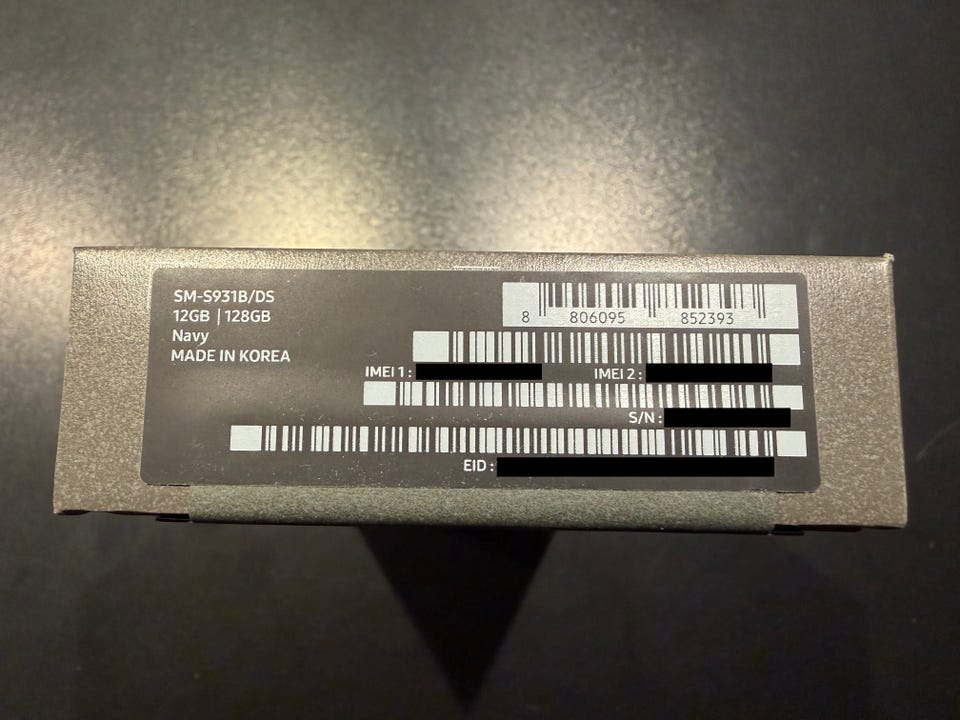 SM-S931B/DS
12GB | 128GB
Navy
MADE IN KOREA
8 806095 852393
IMEI 1 : IMEI 2 :
S/N :
EID :